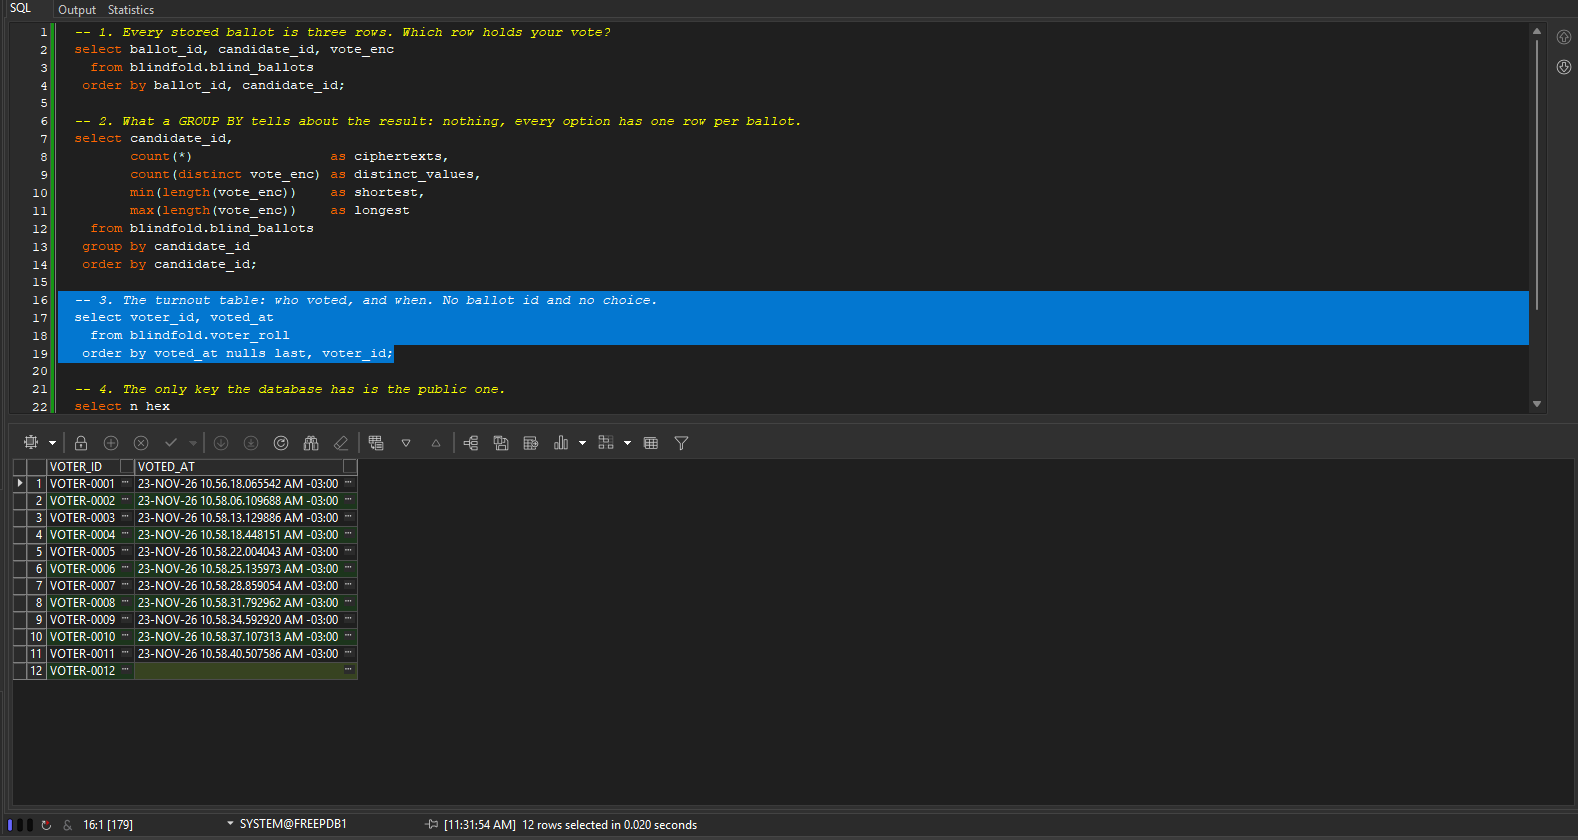 SQL Output Statistics
1 -- 1. Every stored ballot is three rows. Which row holds your vote?
2 select ballot_id, candidate_id, vote_enc
3 from blindfold.blind_ballots
4 order by ballot_id, candidate_id;
5
6 -- 2. What a GROUP BY tells about the result: nothing, every option has one row per ballot.
7 select candidate_id,
8 count(*) as ciphertexts,
9 count(distinct vote_enc) as distinct_values,
10 min(length(vote_enc)) as shortest,
11 max(length(vote_enc)) as longest
12 from blindfold.blind_ballots
13 group by candidate_id
14 order by candidate_id;
15
16 -- 3. The turnout table: who voted, and when. No ballot id and no choice.
17 select voter_id, voted_at
18 from blindfold.voter_roll
19 order by voted_at nulls last, voter_id;
20
21 -- 4. The only key the database has is the public one.
22 select n_hex
VOTER_ID VOTED_AT
1 VOTER-0001 ... 23-NOV-26 10.56.18.065542 AM -03:00 ...
2 VOTER-0002 ... 23-NOV-26 10.58.06.109688 AM -03:00 ...
3 VOTER-0003 ... 23-NOV-26 10.58.13.129886 AM -03:00 ...
4 VOTER-0004 ... 23-NOV-26 10.58.18.448151 AM -03:00 ...
5 VOTER-0005 ... 23-NOV-26 10.58.22.004043 AM -03:00 ...
6 VOTER-0006 ... 23-NOV-26 10.58.25.135973 AM -03:00 ...
7 VOTER-0007 ... 23-NOV-26 10.58.28.859054 AM -03:00 ...
8 VOTER-0008 ... 23-NOV-26 10.58.31.792962 AM -03:00 ...
9 VOTER-0009 ... 23-NOV-26 10.58.34.592920 AM -03:00 ...
10 VOTER-0010 ... 23-NOV-26 10.58.37.107313 AM -03:00 ...
11 VOTER-0011 ... 23-NOV-26 10.58.40.507586 AM -03:00 ...
12 VOTER-0012 ... ...
& 16:1 [179] SYSTEM@FREEPDB1 [11:31:54 AM] 12 rows selected in 0.020 seconds